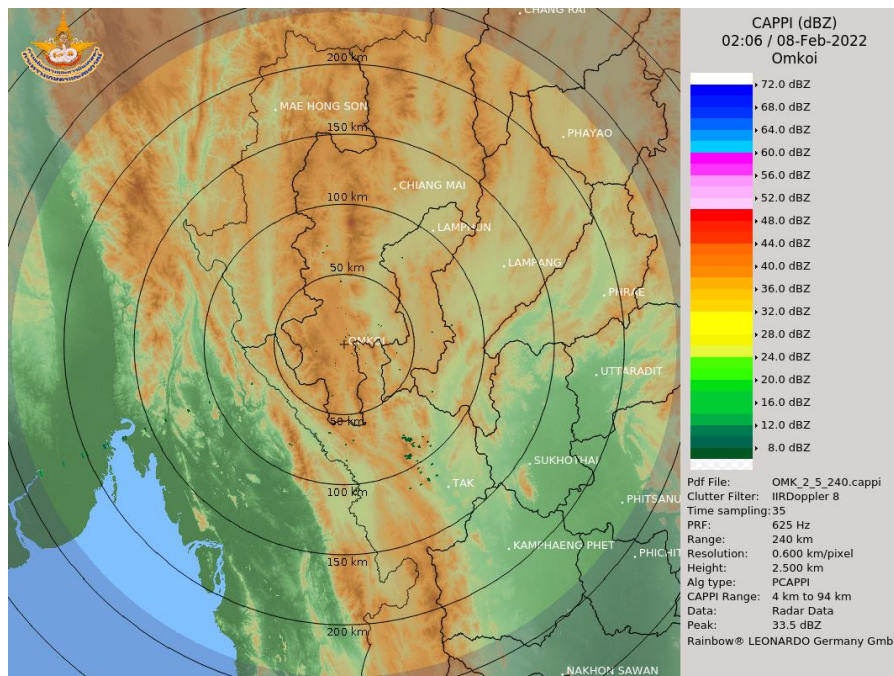 CHANG RAI
200 km
MAE HONG SON
150 km
PHAYAO
CHIANG MAI
100 km
LAMPHUN
LAMPANG
50 km
PHRAE
OMKOI
UTTARADIT
50 km
SUKHOTHAI
TAK
100 km
PHITSANU
KAMPHAENG PHET
PHICHIT
150 km
200 km
NAKHON SAWAN
CAPPI (dBZ)
02:06 / 08-Feb-2022
Omkoi
72.0 dBZ
68.0 dBZ
64.0 dBZ
60.0 dBZ
56.0 dBZ
52.0 dBZ
48.0 dBZ
44.0 dBZ
40.0 dBZ
36.0 dBZ
32.0 dBZ
28.0 dBZ
24.0 dBZ
20.0 dBZ
16.0 dBZ
12.0 dBZ
8.0 dBZ
Pdf File: OMK_2_5_240.cappi
Clutter Filter: IIRDoppler 8
Time sampling: 35
PRF: 625 Hz
Range: 240 km
Resolution: 0.600 km/pixel
Height: 2.500 km
Alg type: PCAPPI
CAPPI Range: 4 km to 94 km
Data: Radar Data
Peak: 33.5 dBZ
Rainbow® LEONARDO Germany Gmb